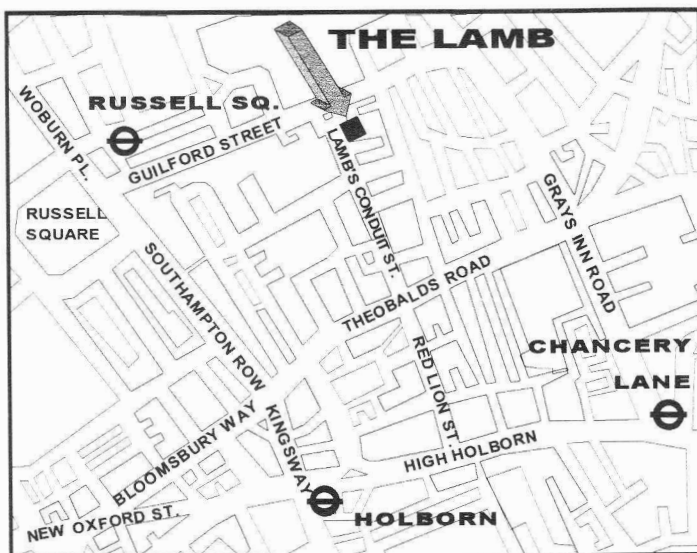 THE LAMB
RUSSELL SQ.
WOBURN PL.
GUILFORD STREET
LAMB'S CONDUIT ST.
GRAYS INN ROAD
RUSSELL
SQUARE
SOUTHAMPTON ROW
THEOBALDS ROAD
RED LION ST.
CHANCERY
LANE
BLOOMSBURY WAY
KINGSWAY
HIGH HOLBORN
NEW OXFORD ST.
HOLBORN